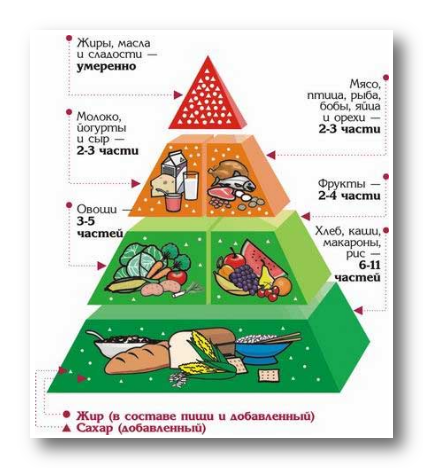 Жиры, масла
и сладости —
умеренно
Мясо,
птица, рыба,
бобы, яйца
и орехи —
2-3 части
Молоко,
йогурты
и сыр —
2-3 части
Фрукты —
2-4 части
Овощи —
3-5
частей
Хлеб, каши,
макароны,
рис —
6-11
частей
Жир (в составе пищи и добавленный)
Сахар (добавленный)